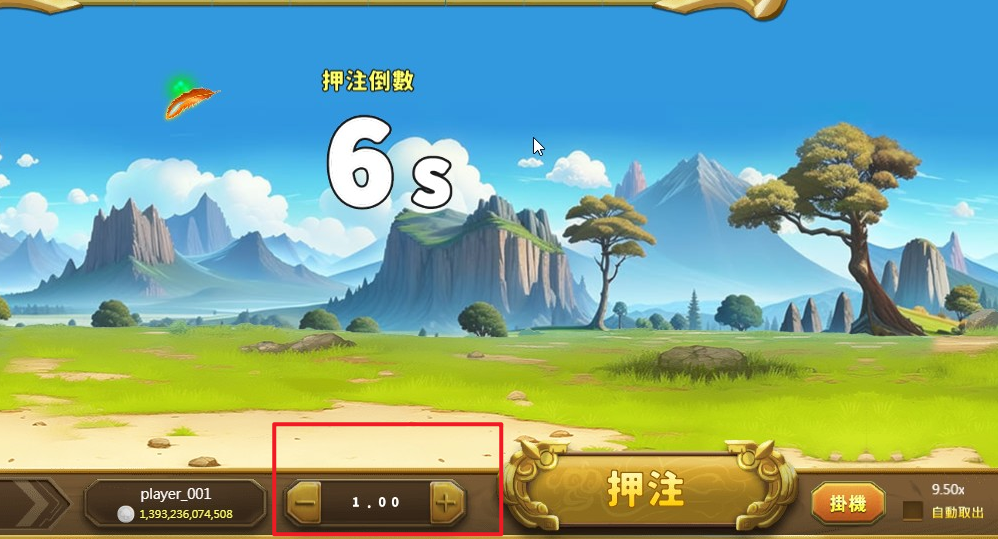 押注倒數
6s
player_001
1,393,236,074,508
1.00
押注
掛機
9.50x
自動取出